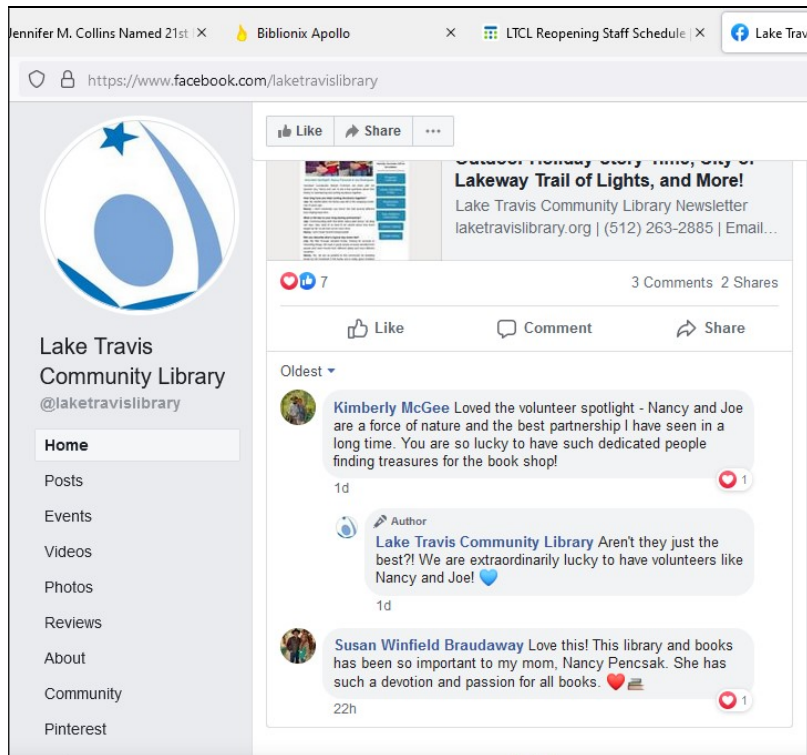 Jennifer M. Collins Named 21st
Biblionix Apollo
LTCL Reopening Staff Schedule
Lake Trav
https://www.facebook.com/laketravislibrary
Like
Share
Outdoor Holiday Story Time, City of
Lakeway Trail of Lights, and More!
Lake Travis Community Library Newsletter
laketravislibrary.org | (512) 263-2885 | Email...
7
3 Comments 2 Shares
Like
Comment
Share
Oldest
Kimberly McGee Loved the volunteer spotlight - Nancy and Joe
are a force of nature and the best partnership I have seen in a
long time. You are so lucky to have such dedicated people
finding treasures for the book shop!
1
1d
Author
Lake Travis Community Library Aren't they just the
best?! We are extraordinarily lucky to have volunteers like
Nancy and Joe! 💙
1d
Susan Winfield Braudaway Love this! This library and books
has been so important to my mom, Nancy Pencsak. She has
such a devotion and passion for all books. ❤️📚
1
22h
Lake Travis
Community Library
@laketravislibrary
Home
Posts
Events
Videos
Photos
Reviews
About
Community
Pinterest